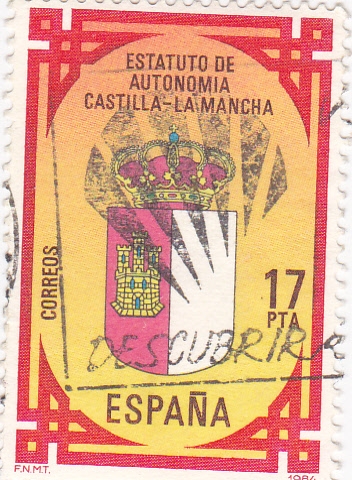 ESTATUTO DE
AUTONOMIA
CASTILLA-LA MANCHA
CORREOS
17
PTA
DESCUBRIR
ESPAÑA
F.N.M.T.
1984